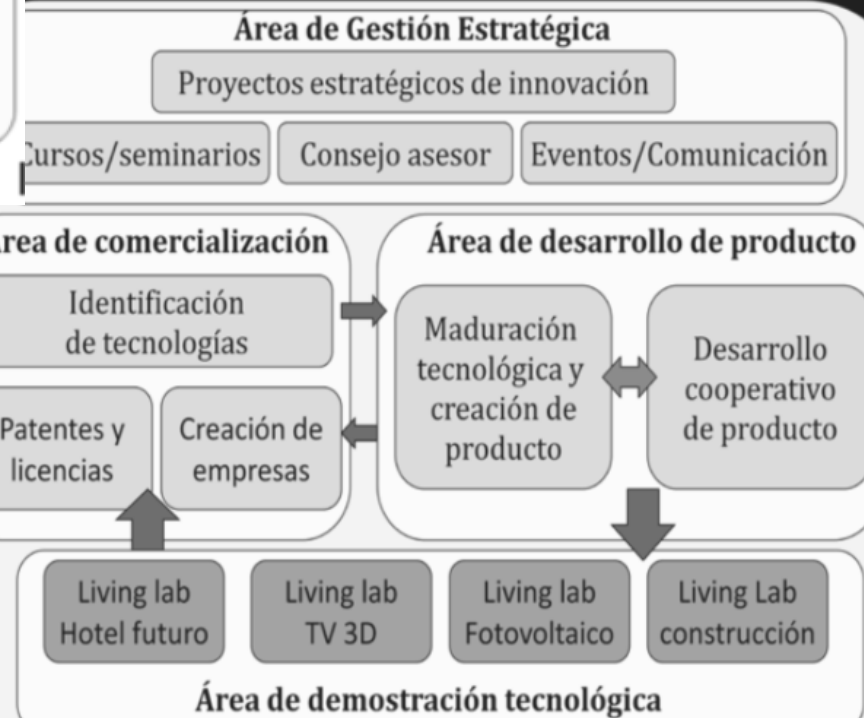 Área de Gestión Estratégica
Proyectos estratégicos de innovación
Cursos/seminarios
Consejo asesor
Eventos/Comunicación
Área de comercialización
Identificación
de tecnologías
Patentes y
licencias
Creación de
empresas
Área de desarrollo de producto
Maduración
tecnológica y
creación de
producto
Desarrollo
cooperativo
de producto
Living lab
Hotel futuro
Living lab
TV 3D
Living lab
Fotovoltaico
Living Lab
construcción
Área de demostración tecnológica